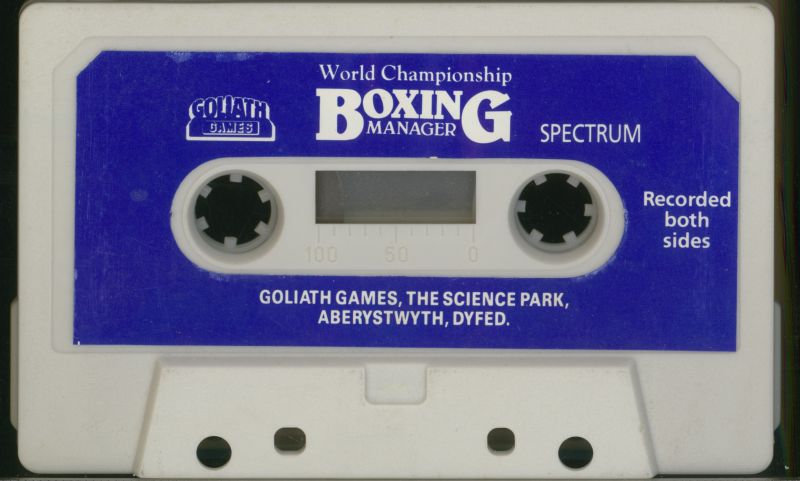 World Championship
BOXING
MANAGER
GOLIATH
GAMES
SPECTRUM
Recorded
both
sides
100 50 0
GOLIATH GAMES, THE SCIENCE PARK,
ABERYSTWYTH, DYFED.